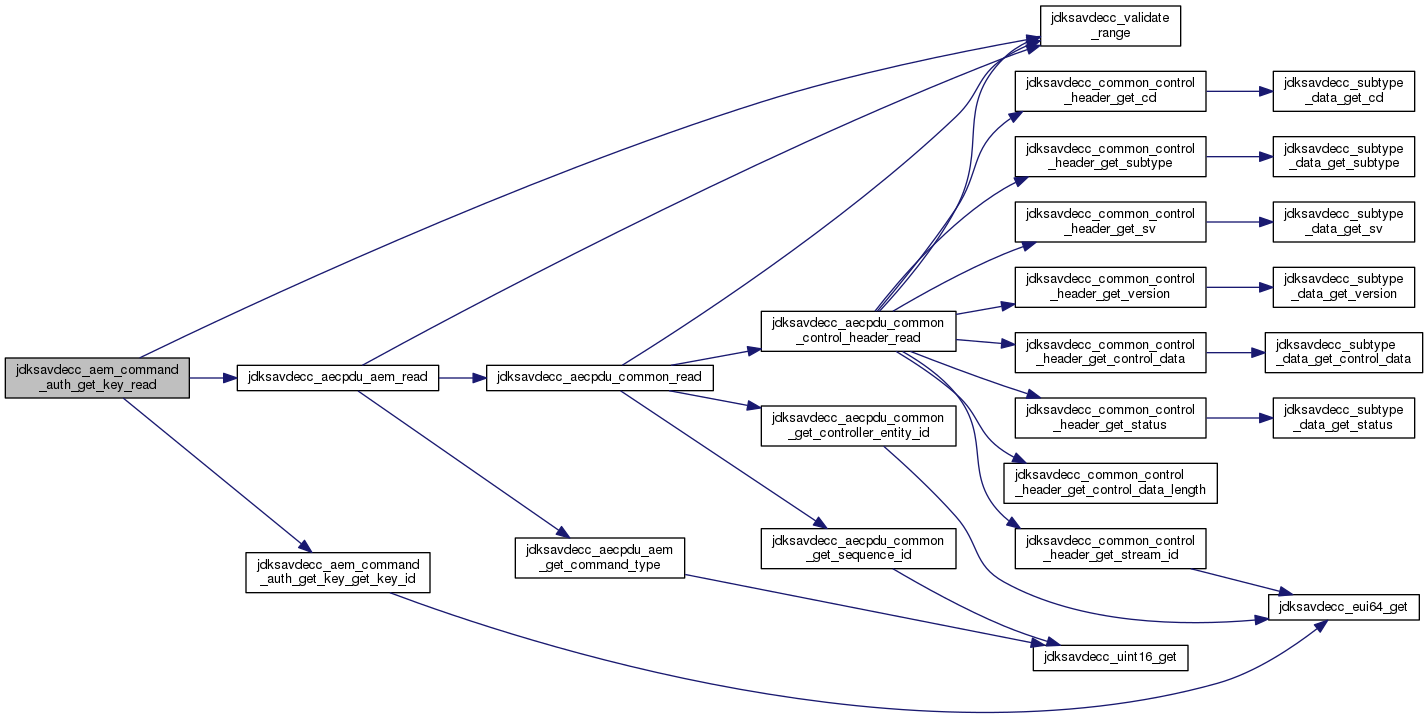 jdksavdecc_aem_command
_auth_get_key_read
jdksavdecc_aecpdu_aem_read
jdksavdecc_aem_command
_auth_get_key_get_key_id
jdksavdecc_aecpdu_common_read
jdksavdecc_aecpdu_aem
_get_command_type
jdksavdecc_aecpdu_common
_control_header_read
jdksavdecc_aecpdu_common
_get_controller_entity_id
jdksavdecc_aecpdu_common
_get_sequence_id
jdksavdecc_validate
_range
jdksavdecc_common_control
_header_get_cd
jdksavdecc_common_control
_header_get_subtype
jdksavdecc_common_control
_header_get_sv
jdksavdecc_common_control
_header_get_version
jdksavdecc_common_control
_header_get_control_data
jdksavdecc_common_control
_header_get_status
jdksavdecc_common_control
_header_get_control_data_length
jdksavdecc_common_control
_header_get_stream_id
jdksavdecc_uint16_get
jdksavdecc_subtype
_data_get_cd
jdksavdecc_subtype
_data_get_subtype
jdksavdecc_subtype
_data_get_sv
jdksavdecc_subtype
_data_get_version
jdksavdecc_subtype
_data_get_control_data
jdksavdecc_subtype
_data_get_status
jdksavdecc_eui64_get